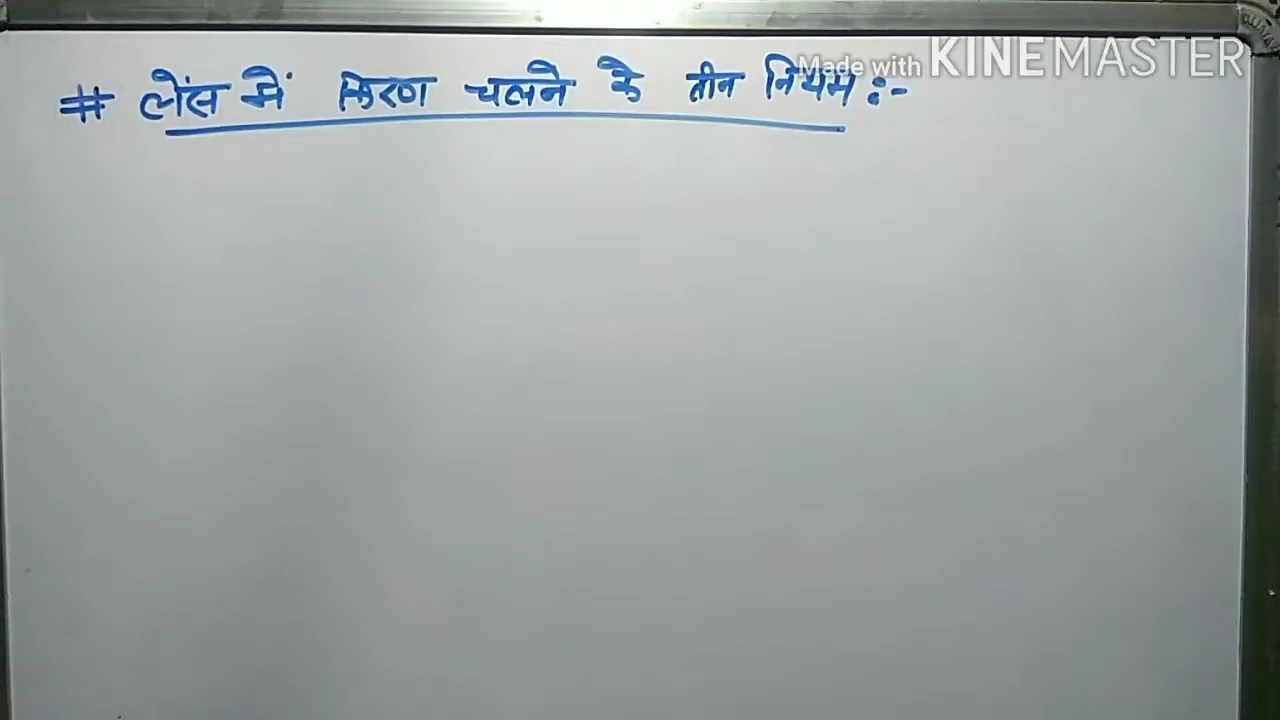 # लेंस में किरण चलने के तीन नियम :-
Made with KINEMASTER